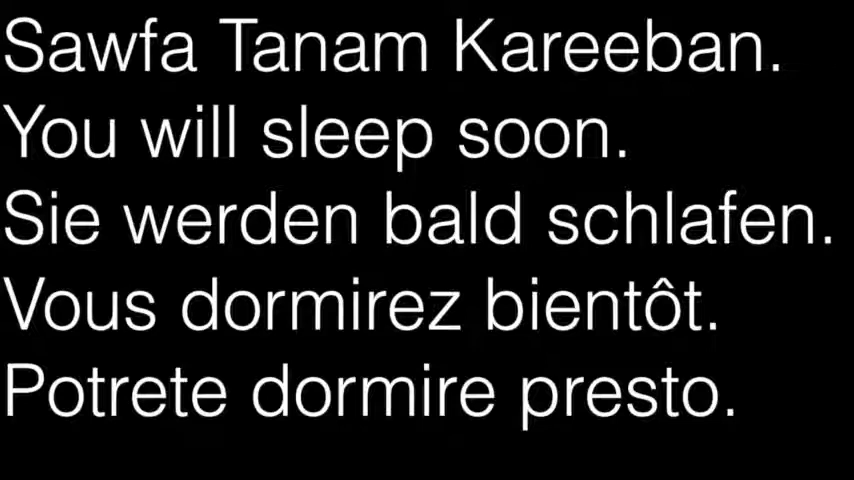 Sawfa Tanam Kareeban.
You will sleep soon.
Sie werden bald schlafen.
Vous dormirez bientôt.
Potrete dormire presto.